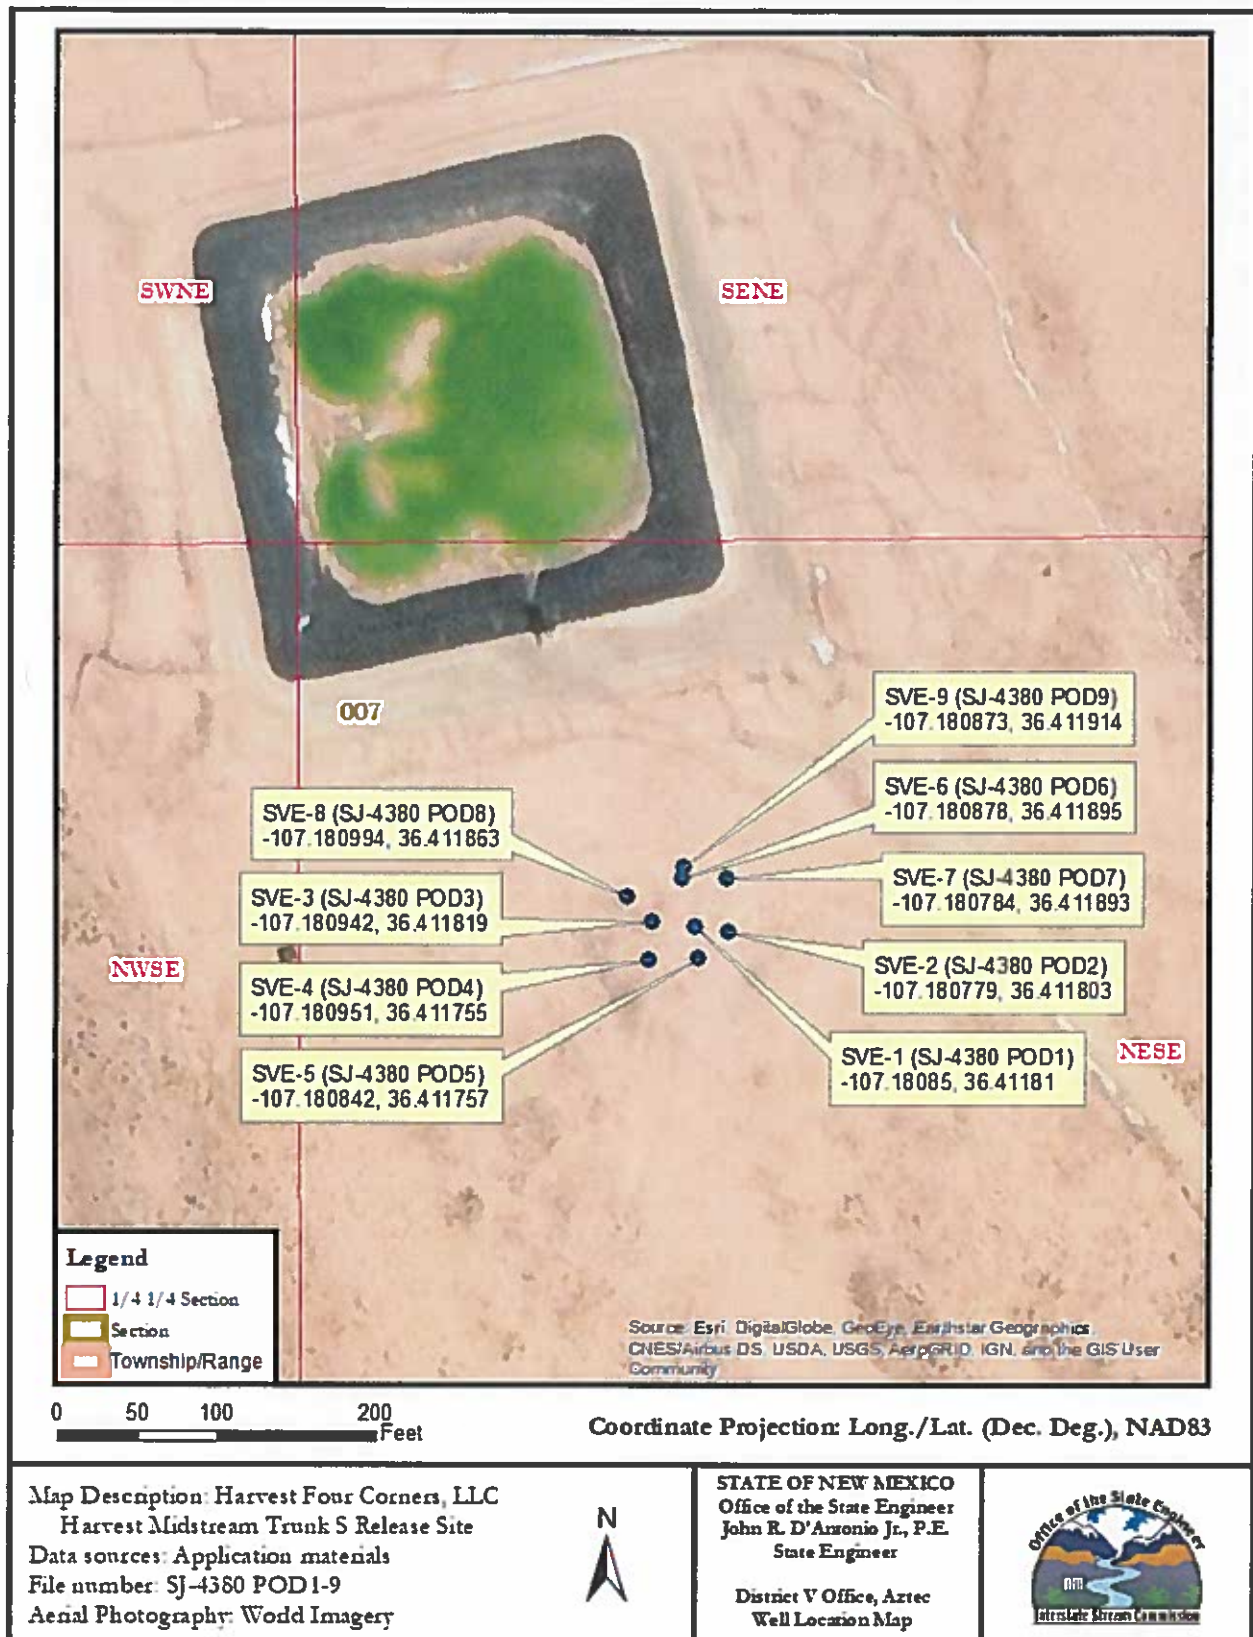 SWNE
SENE
007
SVE-9 (SJ-4380 POD9)
-107.180873, 36.411914
SVE-6 (SJ-4380 POD6)
-107.180878, 36.411895
SVE-8 (SJ-4380 POD8)
-107.180994, 36.411863
SVE-7 (SJ-4380 POD7)
-107.180784, 36.411893
SVE-3 (SJ-4380 POD3)
-107.180942, 36.411819
NWSE
SVE-2 (SJ-4380 POD2)
-107.180779, 36.411803
SVE-4 (SJ-4380 POD4)
-107.180951, 36.411755
SVE-1 (SJ-4380 POD1)
-107.18085, 36.41181
NESE
SVE-5 (SJ-4380 POD5)
-107.180842, 36.411757
Legend
1/4 1/4 Section
Section
Township/Range
Source: Esri, DigitalGlobe, GeoEye, Earthstar Geographics,
CNES/Airbus DS, USDA, USGS, AeroGRID, IGN, and the GIS User
Community
0 50 100 200
Feet
Coordinate Projection: Long./Lat. (Dec. Deg.), NAD83
Map Description: Harvest Four Corners, LLC
Harvest Midstream Trunk S Release Site
Data sources: Application materials
File number: SJ-4380 POD1-9
Aerial Photography: World Imagery
N
STATE OF NEW MEXICO
Office of the State Engineer
John R. D'Antonio Jr., P.E.
State Engineer
District V Office, Aztec
Well Location Map
Office of the State Engineer
nm
Interstate Stream Commission